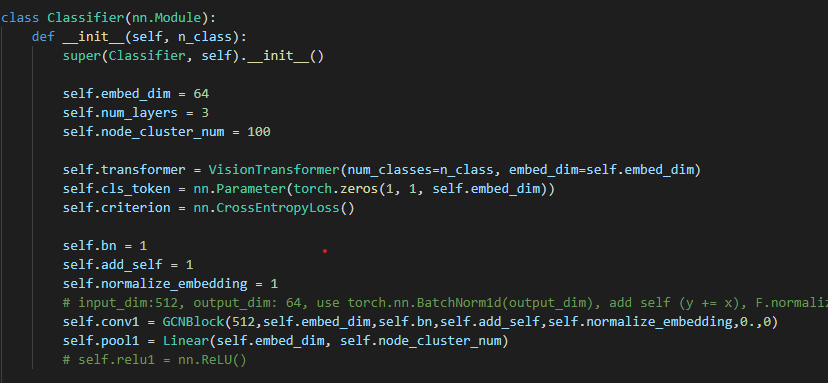 class Classifier(nn.Module):
def __init__(self, n_class):
super(Classifier, self).__init__()
self.embed_dim = 64
self.num_layers = 3
self.node_cluster_num = 100
self.transformer = VisionTransformer(num_classes=n_class, embed_dim=self.embed_dim)
self.cls_token = nn.Parameter(torch.zeros(1, 1, self.embed_dim))
self.criterion = nn.CrossEntropyLoss()
self.bn = 1
self.add_self = 1
self.normalize_embedding = 1
# input_dim:512, output_dim: 64, use torch.nn.BatchNorm1d(output_dim), add self (y += x), F.normaliz
self.conv1 = GCNBlock(512,self.embed_dim,self.bn,self.add_self,self.normalize_embedding,0.,0)
self.pool1 = Linear(self.embed_dim, self.node_cluster_num)
# self.relu1 = nn.ReLU()